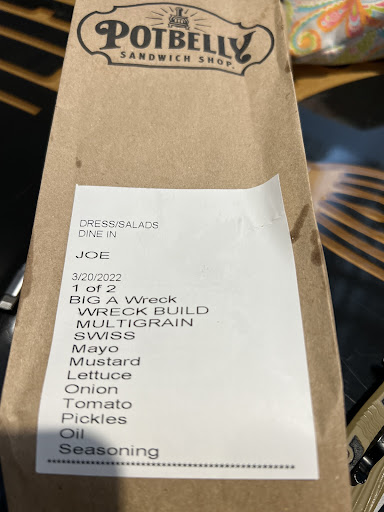 POTBELLY
SANDWICH SHOP.
DRESS/SALADS
DINE IN
JOE
3/20/2022
1 of 2
BIG A Wreck
WRECK BUILD
MULTIGRAIN
SWISS
Mayo
Mustard
Lettuce
Onion
Tomato
Pickles
Oil
Seasoning